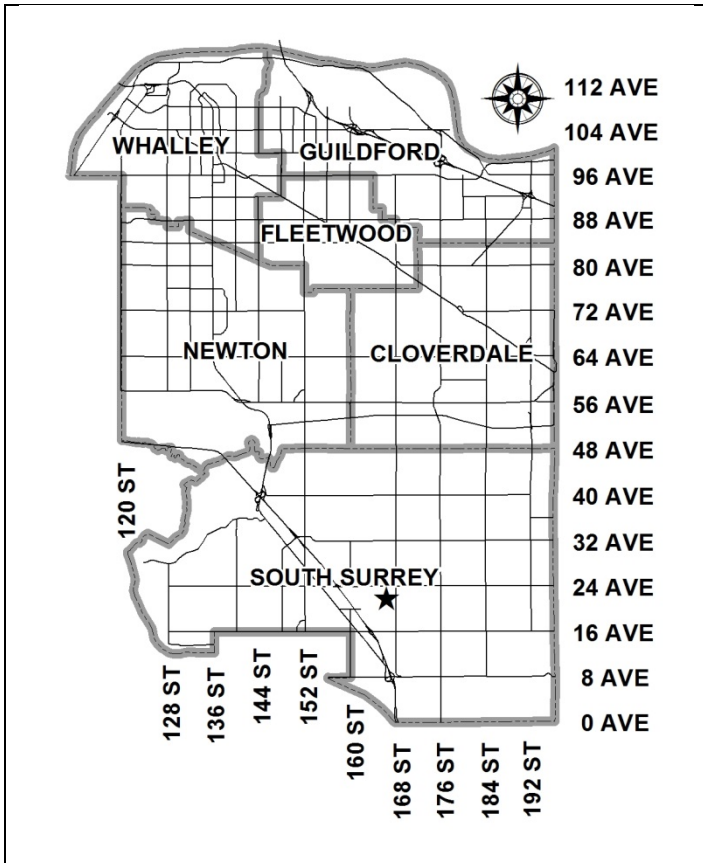 112 AVE
104 AVE
WHALLEY
GUILDFORD
96 AVE
88 AVE
FLEETWOOD
80 AVE
72 AVE
NEWTON
CLOVERDALE
64 AVE
56 AVE
48 AVE
120 ST
40 AVE
32 AVE
SOUTH SURREY
24 AVE
16 AVE
128 ST
136 ST
144 ST
152 ST
160 ST
8 AVE
0 AVE
168 ST
176 ST
184 ST
192 ST